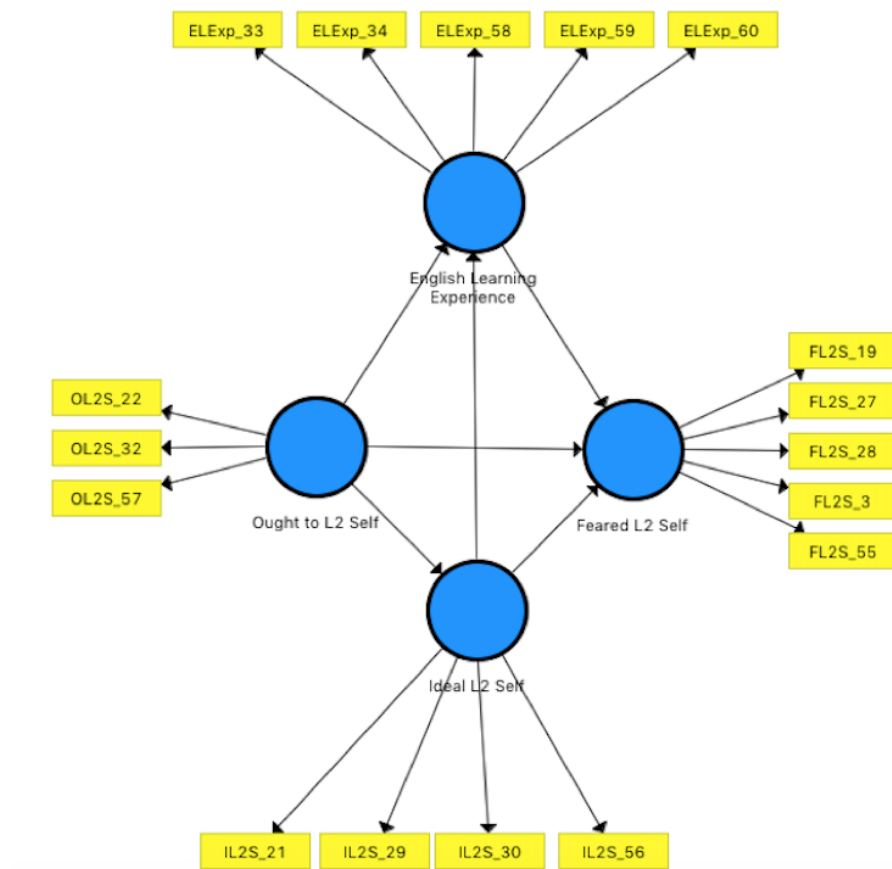 ELExp_33
ELExp_34
ELExp_58
ELExp_59
ELExp_60
English Learning
Experience
OL2S_22
OL2S_32
OL2S_57
Ought to L2 Self
FL2S_19
FL2S_27
FL2S_28
FL2S_3
FL2S_55
Feared L2 Self
Ideal L2 Self
IL2S_21
IL2S_29
IL2S_30
IL2S_56